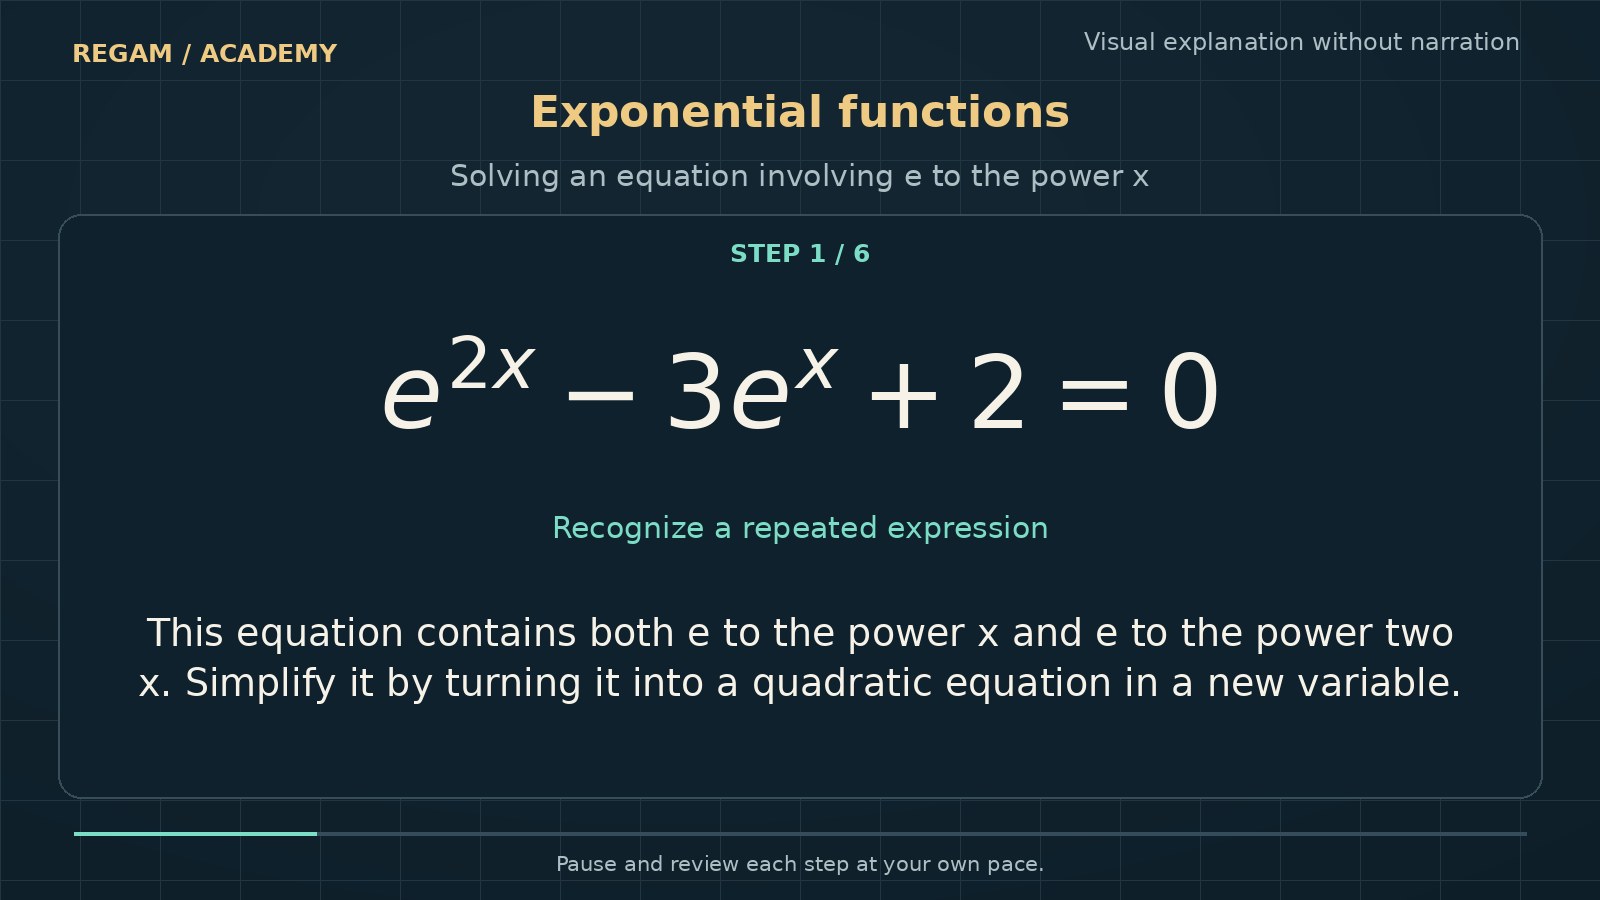 REGAM / ACADEMY
Visual explanation without narration
Exponential functions
Solving an equation involving e to the power x
STEP 1 / 6
e^{2x} − 3e^{x} + 2 = 0
Recognize a repeated expression
This equation contains both e to the power x and e to the power two
x. Simplify it by turning it into a quadratic equation in a new variable.
Pause and review each step at your own pace.